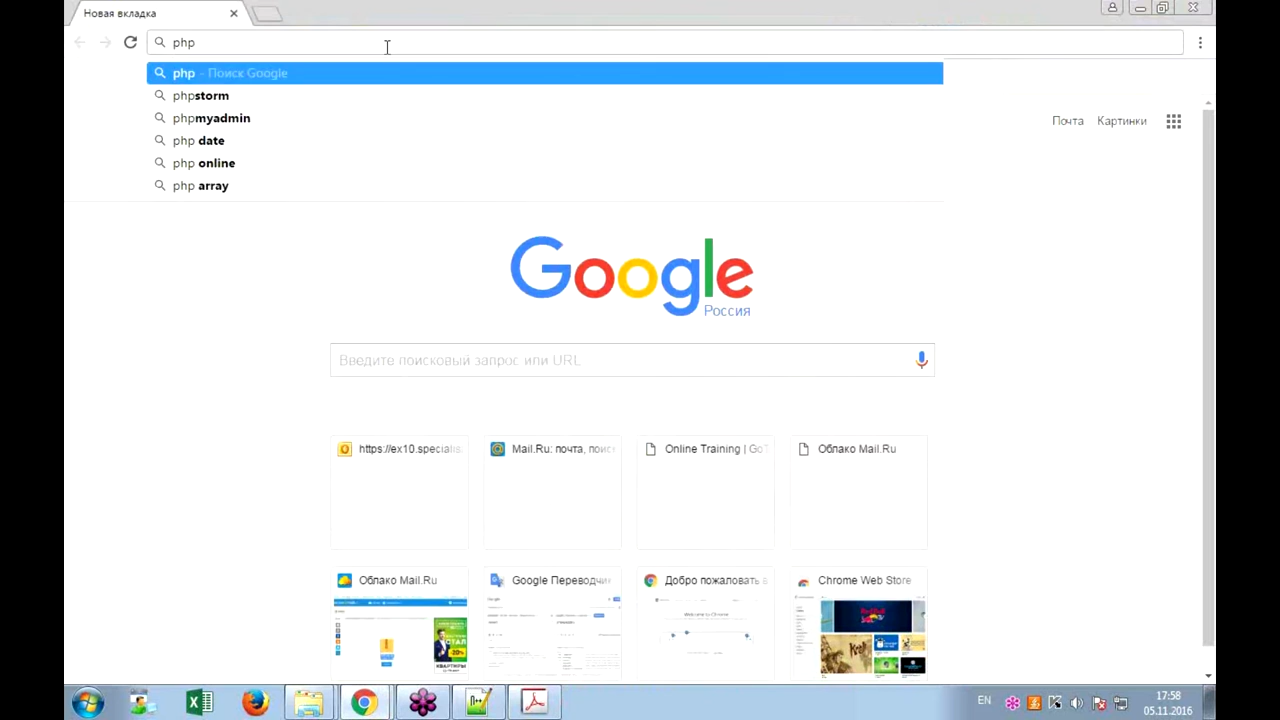 Новая вкладка
php
php - Поиск Google
phpstorm
phpmyadmin
php date
php online
php array
Почта Картинки
Google
Россия
Введите поисковый запрос или URL
https://ex10.specialis
Mail.Ru: почта, поис
Online Training | GoT
Облако Mail.Ru
Облако Mail.Ru
Google Переводчи
Добро пожаловать в
Chrome Web Store
EN
17:58
05.11.2016